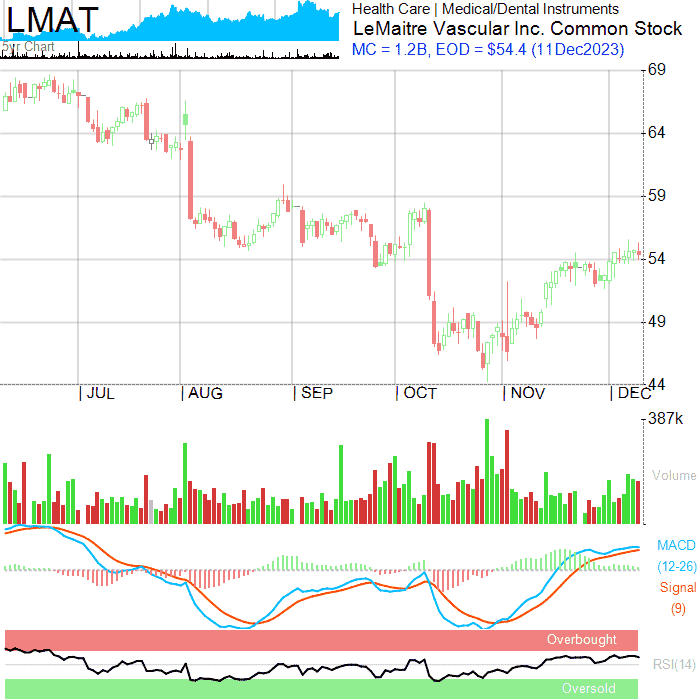 LMAT
5yr Chart
Health Care | Medical/Dental Instruments
LeMaitre Vascular Inc. Common Stock
MC = 1.2B, EOD = $54.4 (11Dec2023)
69
64
59
54
49
44
|JUL |AUG |SEP |OCT |NOV |DEC
387k
Volume
MACD
(12-26)
Signal
(9)
Overbought
RSI(14)
Oversold